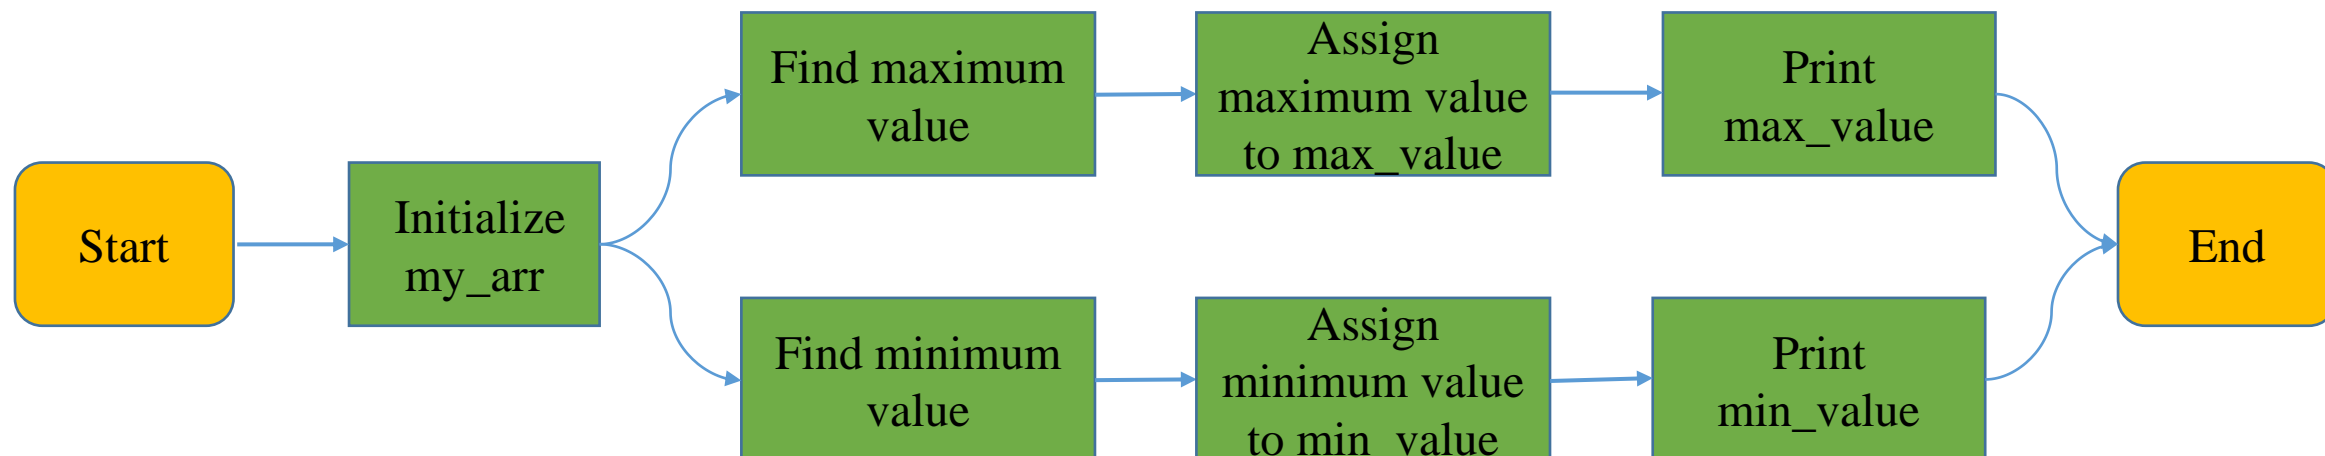 Start
Initialize
my_arr
Find maximum
value
Assign
maximum value
to max_value
Print
max_value
Find minimum
value
Assign
minimum value
to min_value
Print
min_value
End